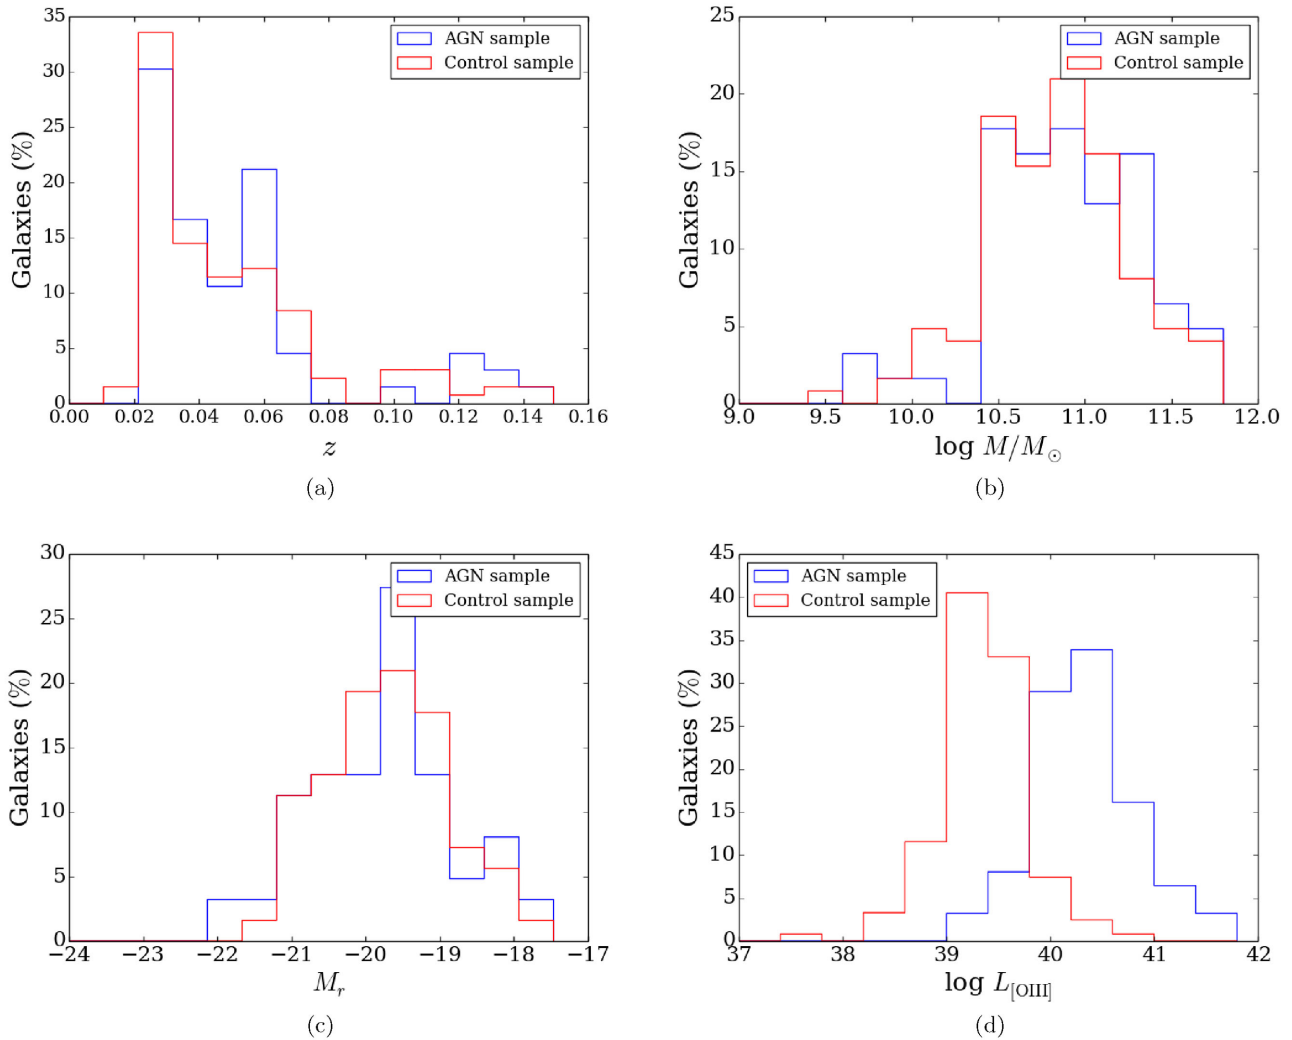 35
30
25
20
15
10
5
0
Galaxies (%)
AGN sample
Control sample
0.00 0.02 0.04 0.06 0.08 0.10 0.12 0.14 0.16
z
(a)
25
20
15
10
5
0
Galaxies (%)
AGN sample
Control sample
9.0 9.5 10.0 10.5 11.0 11.5 12.0
log M/M⊙
(b)
30
25
20
15
10
5
0
Galaxies (%)
AGN sample
Control sample
−24 −23 −22 −21 −20 −19 −18 −17
M_r
(c)
45
40
35
30
25
20
15
10
5
0
Galaxies (%)
AGN sample
Control sample
37 38 39 40 41 42
log L[OIII]
(d)